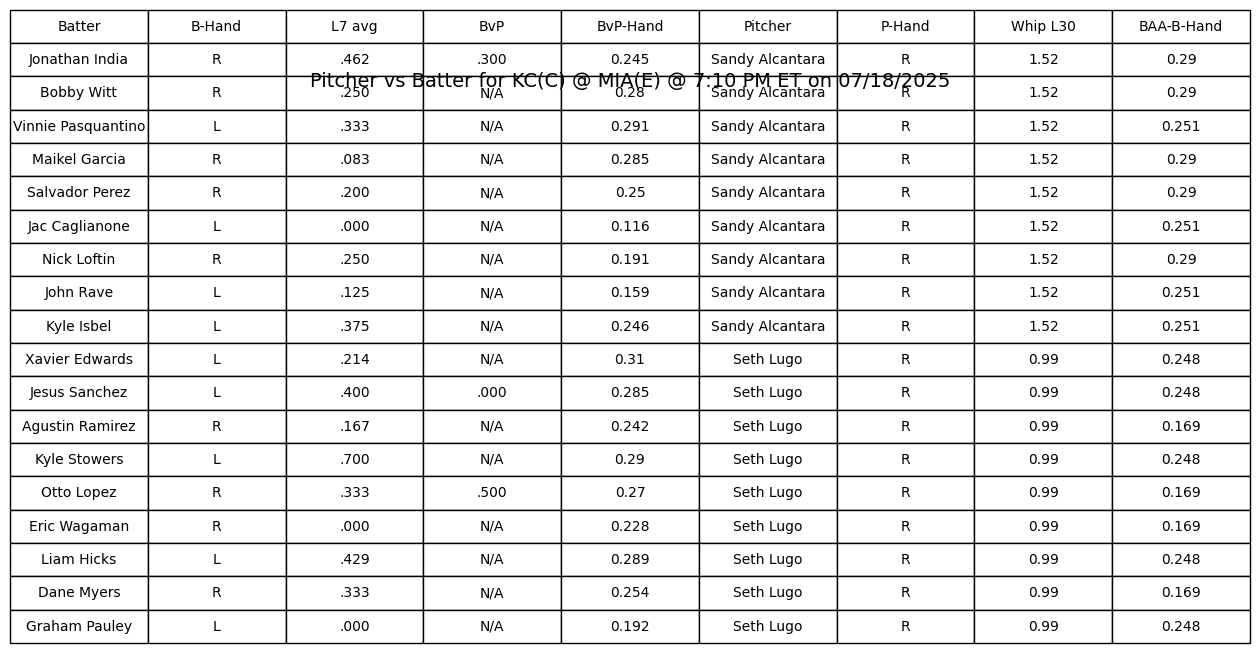 Batter B-Hand L7 avg BvP BvP-Hand Pitcher P-Hand Whip L30 BAA-B-Hand
Jonathan India R .462 .300 0.245 Sandy Alcantara R 1.52 0.29
Pitcher vs Batter for KC(C) @ MIA(E) @ 7:10 PM ET on 07/18/2025
Bobby Witt R .250 N/A 0.28 Sandy Alcantara R 1.52 0.29
Vinnie Pasquantino L .333 N/A 0.291 Sandy Alcantara R 1.52 0.251
Maikel Garcia R .083 N/A 0.285 Sandy Alcantara R 1.52 0.29
Salvador Perez R .200 N/A 0.25 Sandy Alcantara R 1.52 0.29
Jac Caglianone L .000 N/A 0.116 Sandy Alcantara R 1.52 0.251
Nick Loftin R .250 N/A 0.191 Sandy Alcantara R 1.52 0.29
John Rave L .125 N/A 0.159 Sandy Alcantara R 1.52 0.251
Kyle Isbel L .375 N/A 0.246 Sandy Alcantara R 1.52 0.251
Xavier Edwards L .214 N/A 0.31 Seth Lugo R 0.99 0.248
Jesus Sanchez L .400 .000 0.285 Seth Lugo R 0.99 0.248
Agustin Ramirez R .167 N/A 0.242 Seth Lugo R 0.99 0.169
Kyle Stowers L .700 N/A 0.29 Seth Lugo R 0.99 0.248
Otto Lopez R .333 .500 0.27 Seth Lugo R 0.99 0.169
Eric Wagaman R .000 N/A 0.228 Seth Lugo R 0.99 0.169
Liam Hicks L .429 N/A 0.289 Seth Lugo R 0.99 0.248
Dane Myers R .333 N/A 0.254 Seth Lugo R 0.99 0.169
Graham Pauley L .000 N/A 0.192 Seth Lugo R 0.99 0.248